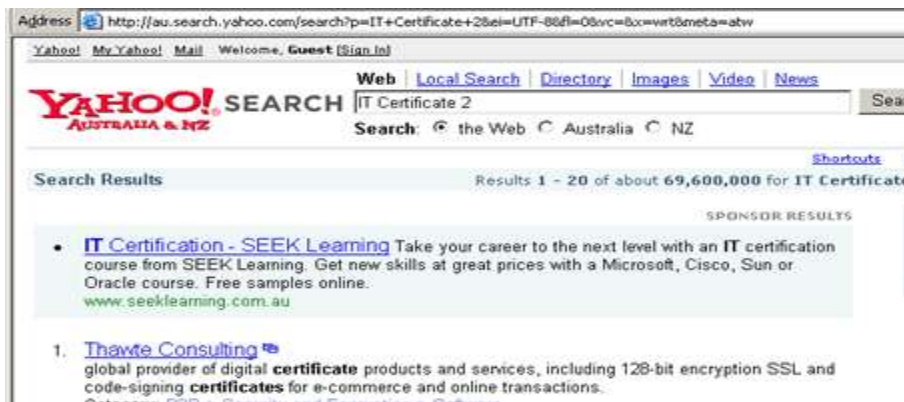 Address http://au.search.yahoo.com/search?p=IT+Certificate+2&ei=UTF-8&fl=0&vc=&x=wrt&meta=atw
Yahoo! My Yahoo! Mail Welcome, Guest [Sign In]
Web | Local Search | Directory | Images | Video | News
YAHOO! SEARCH IT Certificate 2 Sea
AUSTRALIA & NZ Search: the Web Australia NZ
Shortcuts
Search Results Results 1 - 20 of about 69,600,000 for IT Certificate
SPONSOR RESULTS
• IT Certification - SEEK Learning Take your career to the next level with an IT certification
course from SEEK Learning. Get new skills at great prices with a Microsoft, Cisco, Sun or
Oracle course. Free samples online.
www.seeklearning.com.au
1. Thawte Consulting
global provider of digital certificate products and services, including 128-bit encryption SSL and
code-signing certificates for e-commerce and online transactions.